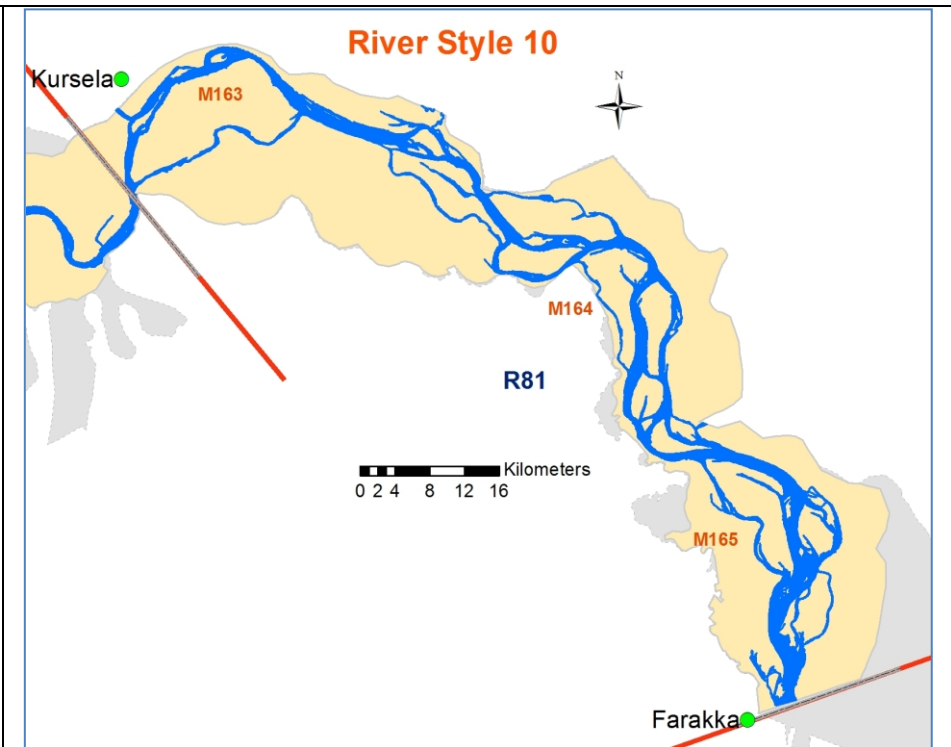 River Style 10
Kursela
N
M163
M164
R81
Kilometers
0 2 4 8 12 16
M165
Farakka